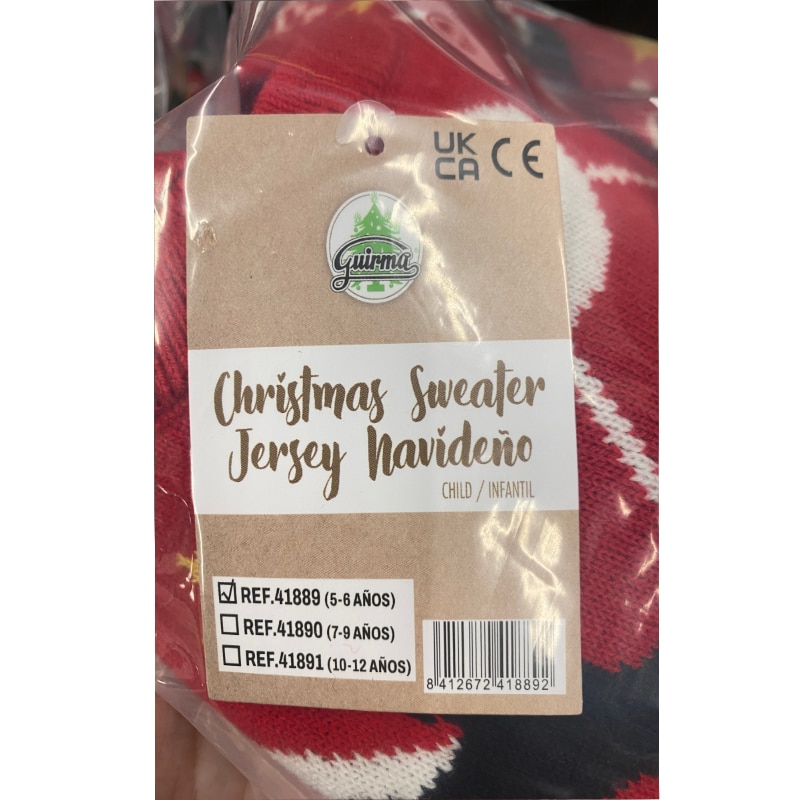 UK
CA CE
Guirma
Christmas Sweater
Jersey Navideño
CHILD / INFANTIL
REF.41889 (5-6 AÑOS)
REF.41890 (7-9 AÑOS)
REF.41891 (10-12 AÑOS)
8 412672 418892